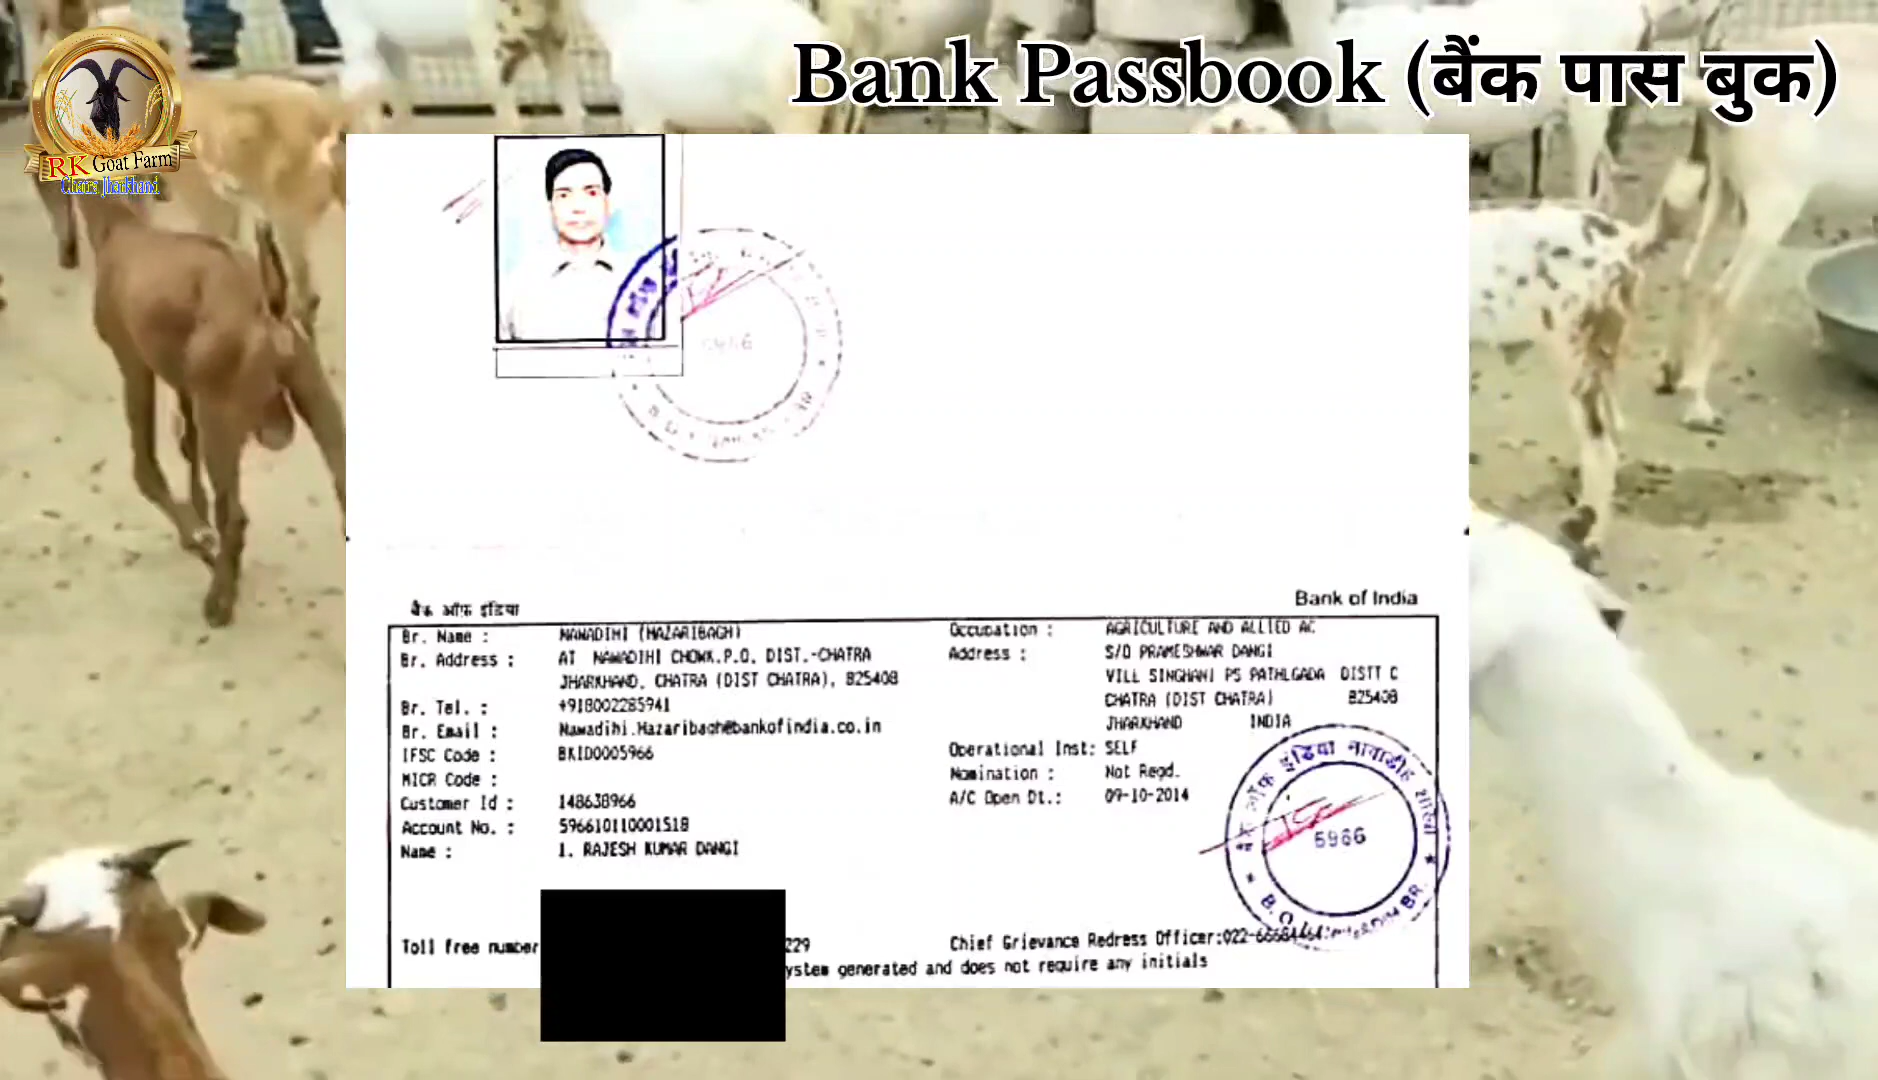 Bank Passbook (बैंक पास बुक)
RK Goat Farm
Chatra Jharkhand
5966
बैंक ऑफ इंडिया
Bank of India
Br. Name : NAWADIHI (HAZARIBAGH)
Br. Address : AT NAWADIHI CHOWK.P.O. DIST.-CHATRA
JHARKHAND, CHATRA (DIST CHATRA), 825408
Br. Tel. : +918002285941
Br. Email : Nawadihi.Hazaribagh@bankofindia.co.in
IFSC Code : BKID0005966
MICR Code :
Customer Id : 148638966
Account No. : 596610110001518
Name : 1. RAJESH KUMAR DANGI
Occupation : AGRICULTURE AND ALLIED AC
Address : S/O PRAMESHWAR DANGI
VILL SINGHANI PS PATHLGADA DISTT C
CHATRA (DIST CHATRA) 825408
JHARKHAND INDIA
Operational Inst: SELF
Nomination : Not Regd.
A/C Open Dt.: 09-10-2014
5966
Toll free number 229
Chief Grievance Redress Officer:022-66684464
ystem generated and does not require any initials